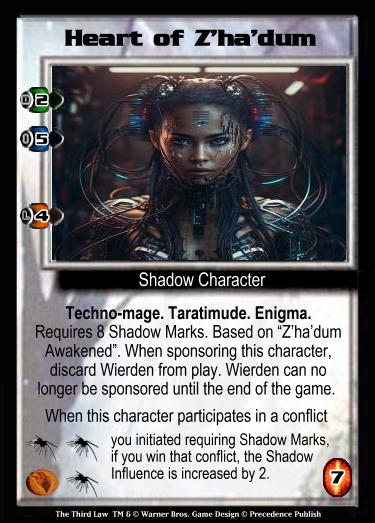 Heart of Z'ha'dum
D 2
I 5
L 4
Shadow Character
Techno-mage. Taratimude. Enigma.
Requires 8 Shadow Marks. Based on “Z'ha'dum
Awakened”. When sponsoring this character,
discard Wierden from play. Wierden can no
longer be sponsored until the end of the game.
When this character participates in a conflict
you initiated requiring Shadow Marks,
if you win that conflict, the Shadow
Influence is increased by 2.
7
The Third Law TM & © Warner Bros. Game Design © Precedence Publish